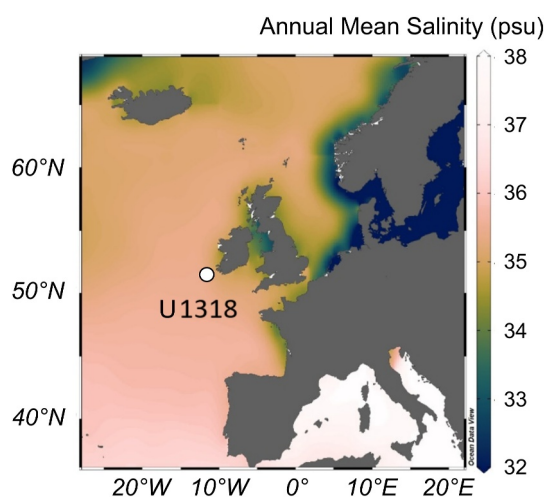 Annual Mean Salinity (psu)
38
37
60°N
36
35
50°N
U1318
34
33
40°N
Ocean Data View
32
20°W 10°W 0° 10°E 20°E